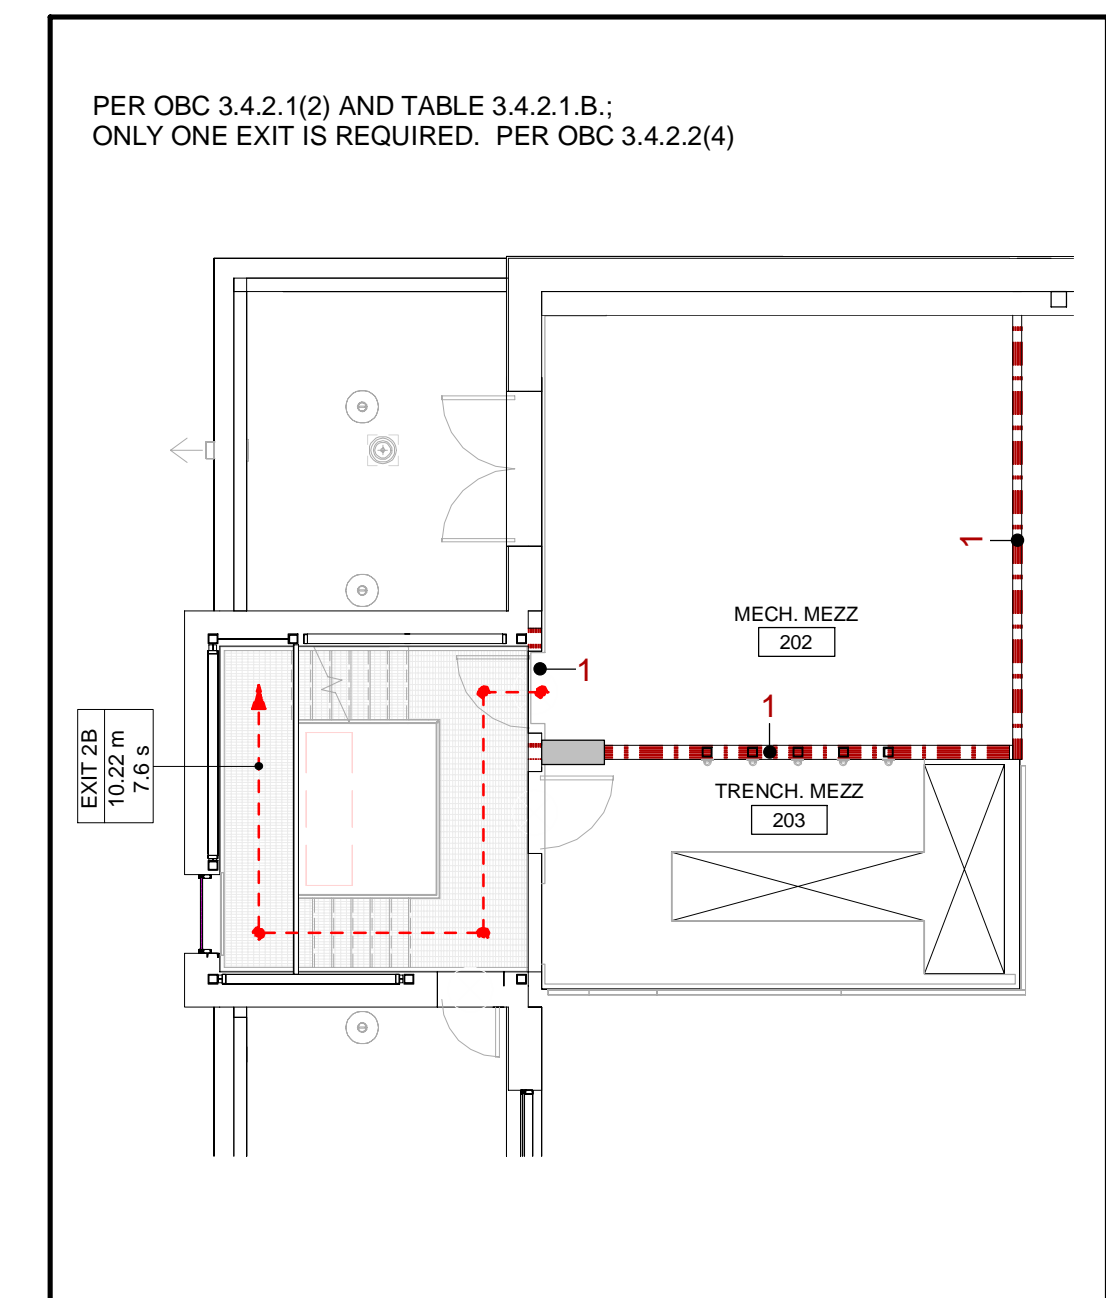 PER OBC 3.4.2.1(2) AND TABLE 3.4.2.1.B.;
ONLY ONE EXIT IS REQUIRED.  PER OBC 3.4.2.2(4)
1
MECH. MEZZ
202
1
1
EXIT 2B
10.22 m
7.6 s
TRENCH. MEZZ
203